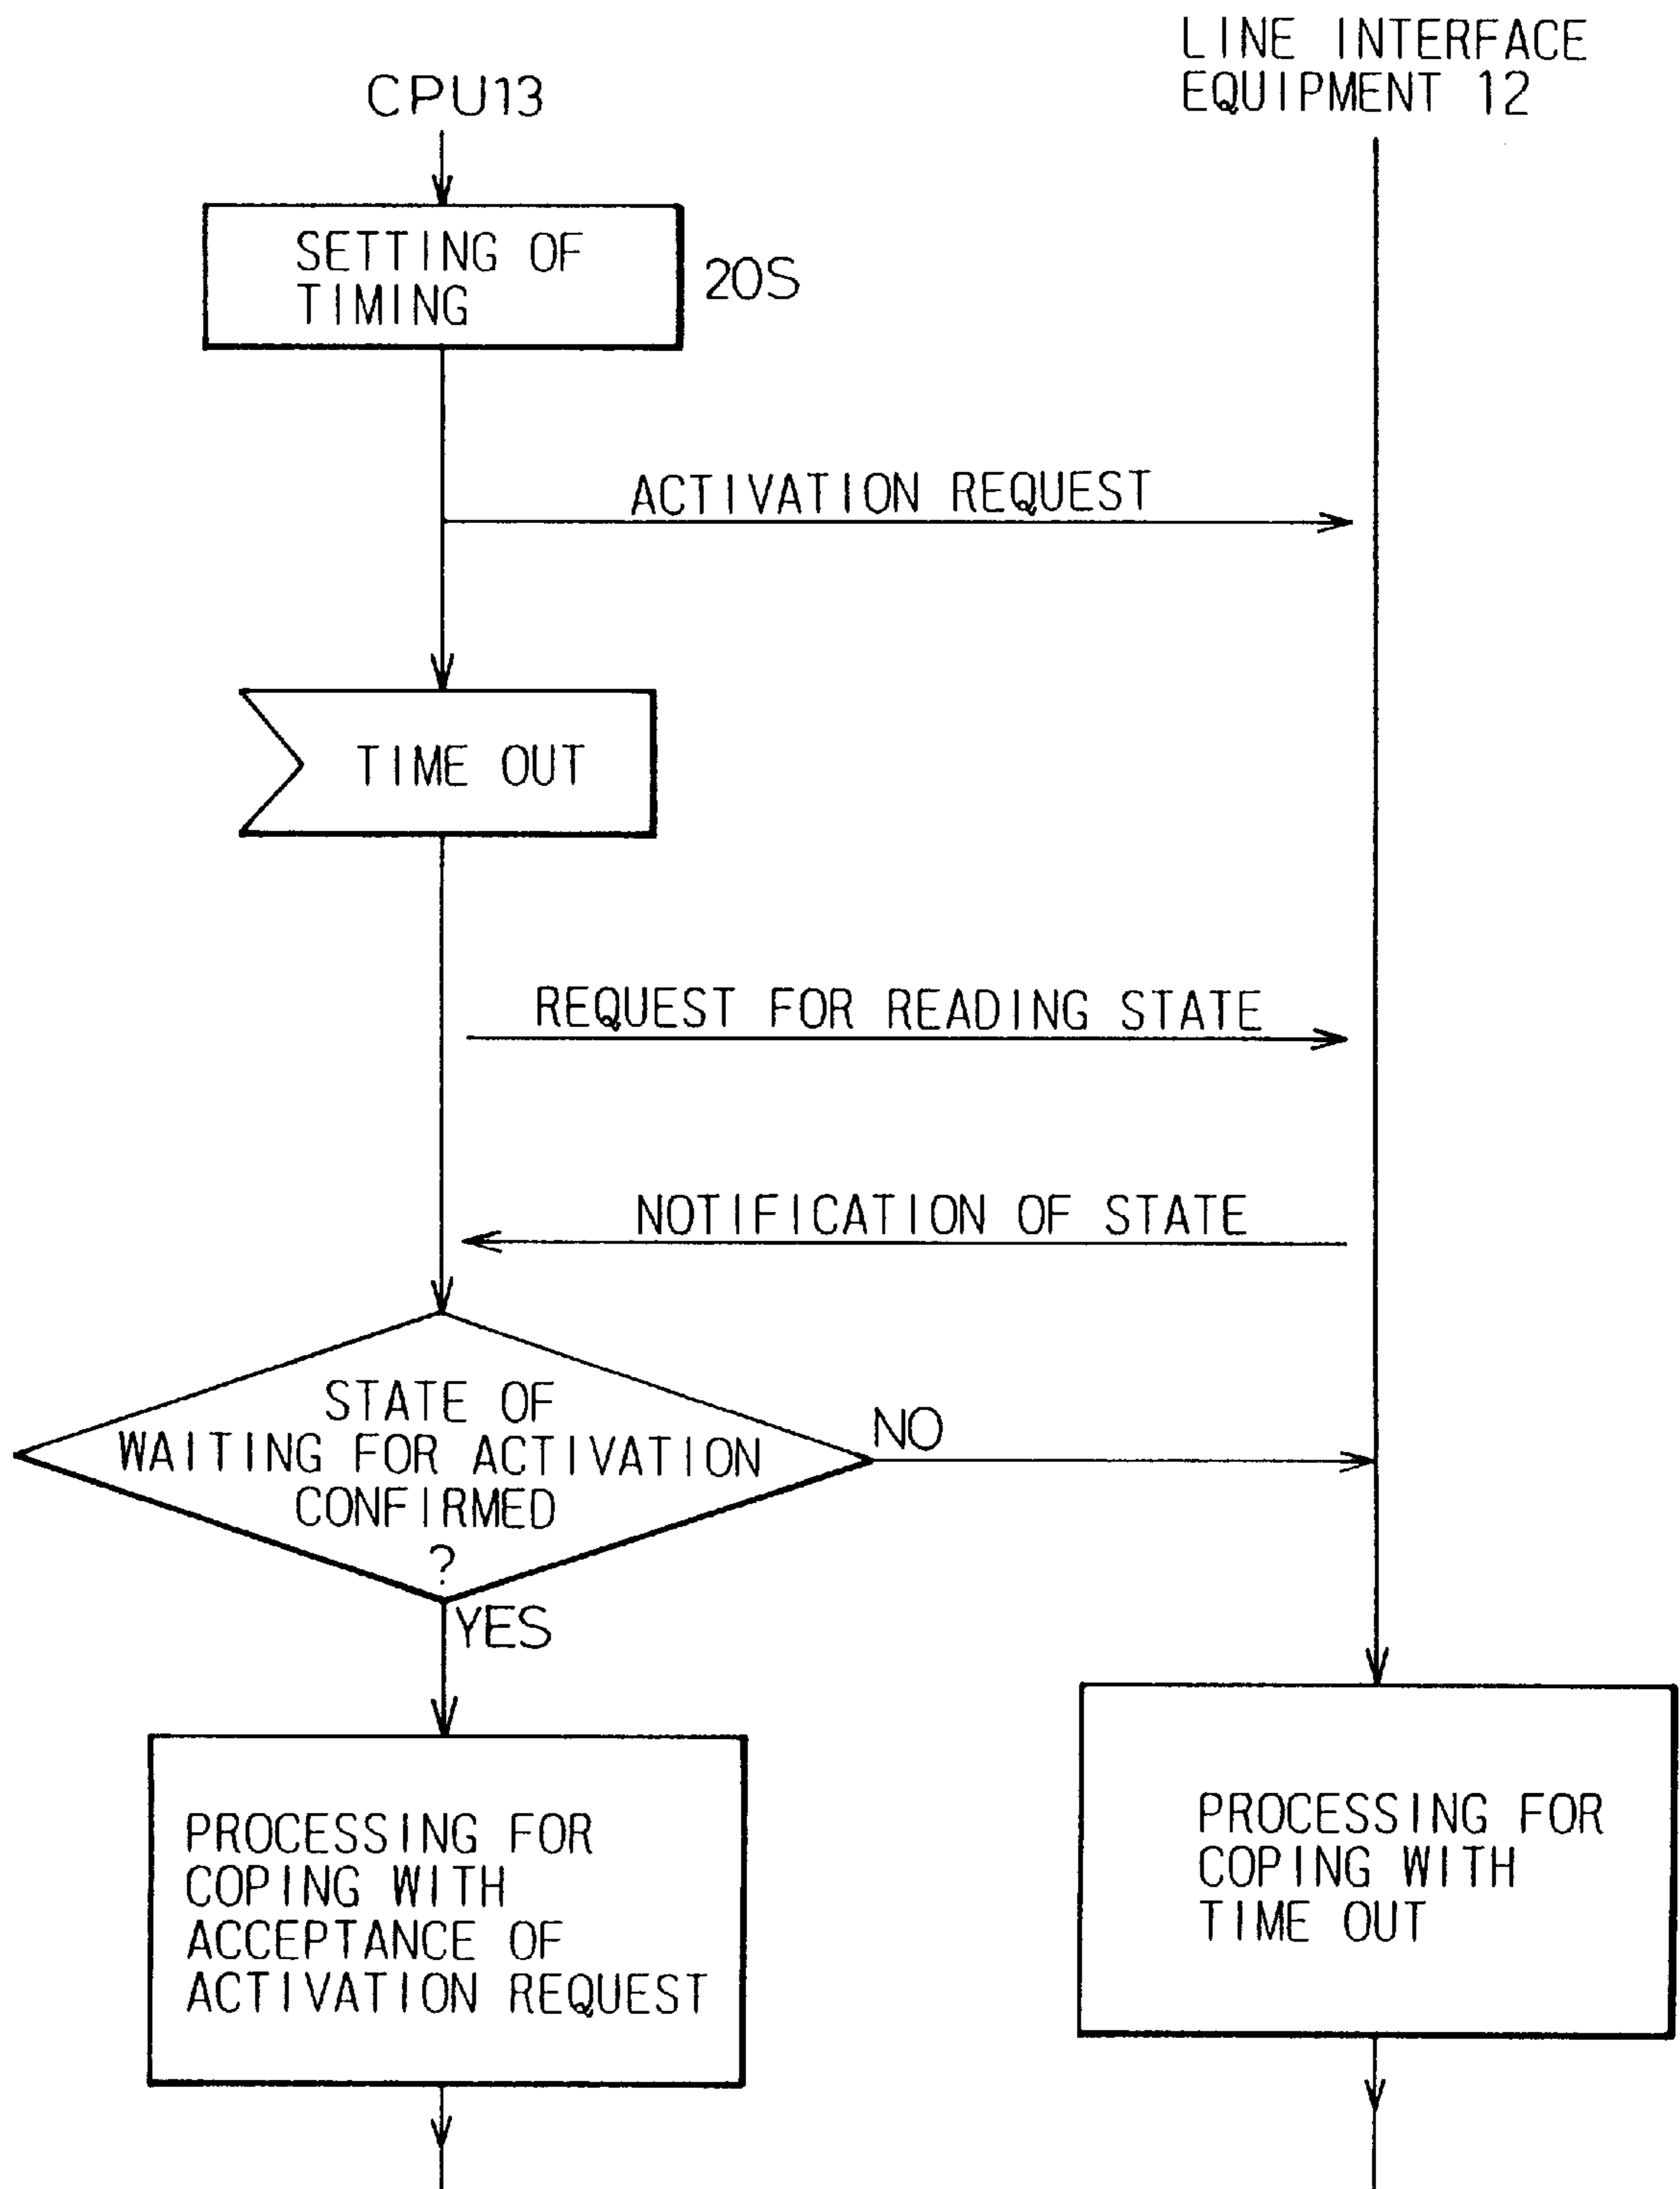 LINE INTERFACE
EQUIPMENT 12
CPU13
SETTING OF
TIMING
20S
ACTIVATION REQUEST
TIME OUT
REQUEST FOR READING STATE
NOTIFICATION OF STATE
STATE OF
WAITING FOR ACTIVATION
CONFIRMED
?
NO
YES
PROCESSING FOR
COPING WITH
ACCEPTANCE OF
ACTIVATION REQUEST
PROCESSING FOR
COPING WITH
TIME OUT